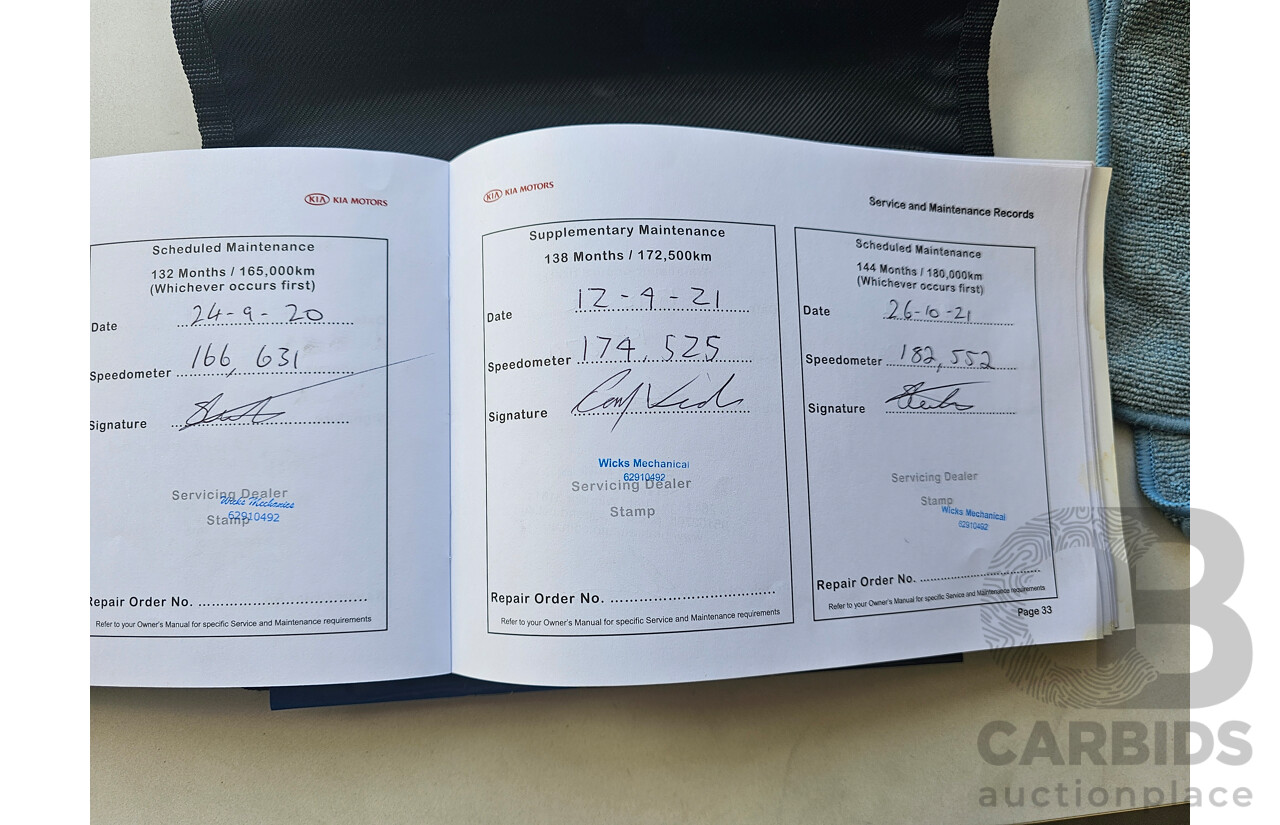 KIA KIA MOTORS
Scheduled Maintenance
132 Months / 165,000km
(Whichever occurs first)
Date 24-9-20
Speedometer 166,631
Signature
Servicing Dealer
Wicks Mechanics
Stamp
62910492
Repair Order No.
Refer to your Owner's Manual for specific Service and Maintenance requirements
KIA KIA MOTORS
Supplementary Maintenance
138 Months / 172,500km
Date 12-4-21
Speedometer 174,525
Signature
Wicks Mechanical
62910492
Servicing Dealer
Stamp
Repair Order No.
Refer to your Owner's Manual for specific Service and Maintenance requirements
Service and Maintenance Records
Scheduled Maintenance
144 Months / 180,000km
(Whichever occurs first)
Date 26-10-21
Speedometer 182,552
Signature
Servicing Dealer
Stamp
Wicks Mechanical
62910492
Repair Order No.
Refer to your Owner's Manual for specific Service and Maintenance requirements
Page 33
CB
CARBIDS
auctionplace